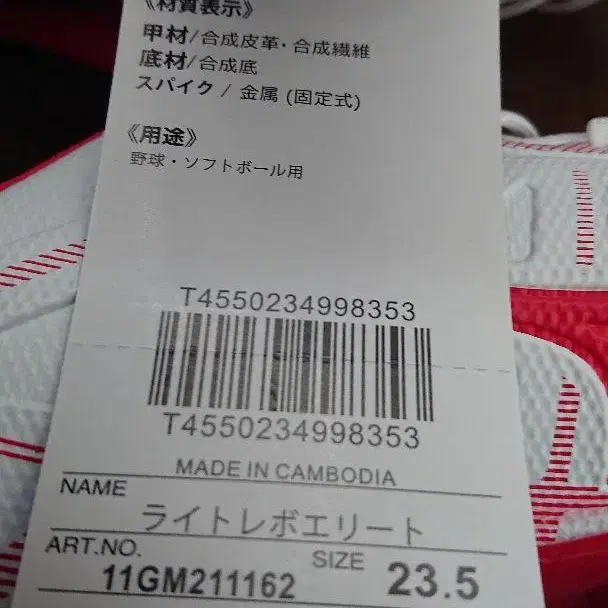 《材質表示》
甲材/合成皮革・合成繊維
底材/合成底
スパイク / 金属 (固定式)
《用途》
野球・ソフトボール用
T4550234998353
T4550234998353
MADE IN CAMBODIA
NAME
ライトレボエリート
ART.NO. 11GM211162
SIZE 23.5